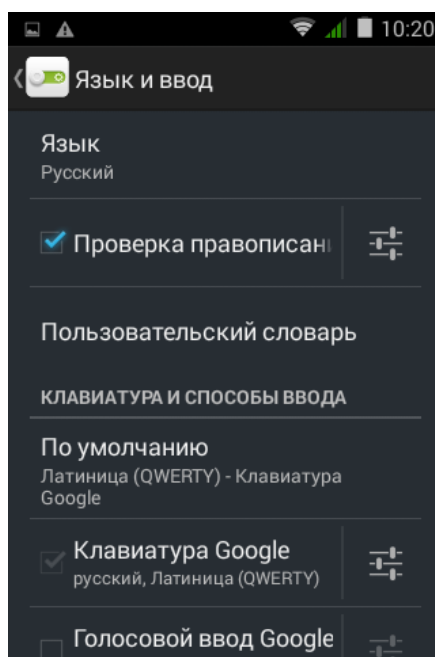 10:20
Язык и ввод
Язык
Русский
Проверка правописани
Пользовательский словарь
КЛАВИАТУРА И СПОСОБЫ ВВОДА
По умолчанию
Латиница (QWERTY) - Клавиатура
Google
Клавиатура Google
русский, Латиница (QWERTY)
Голосовой ввод Google